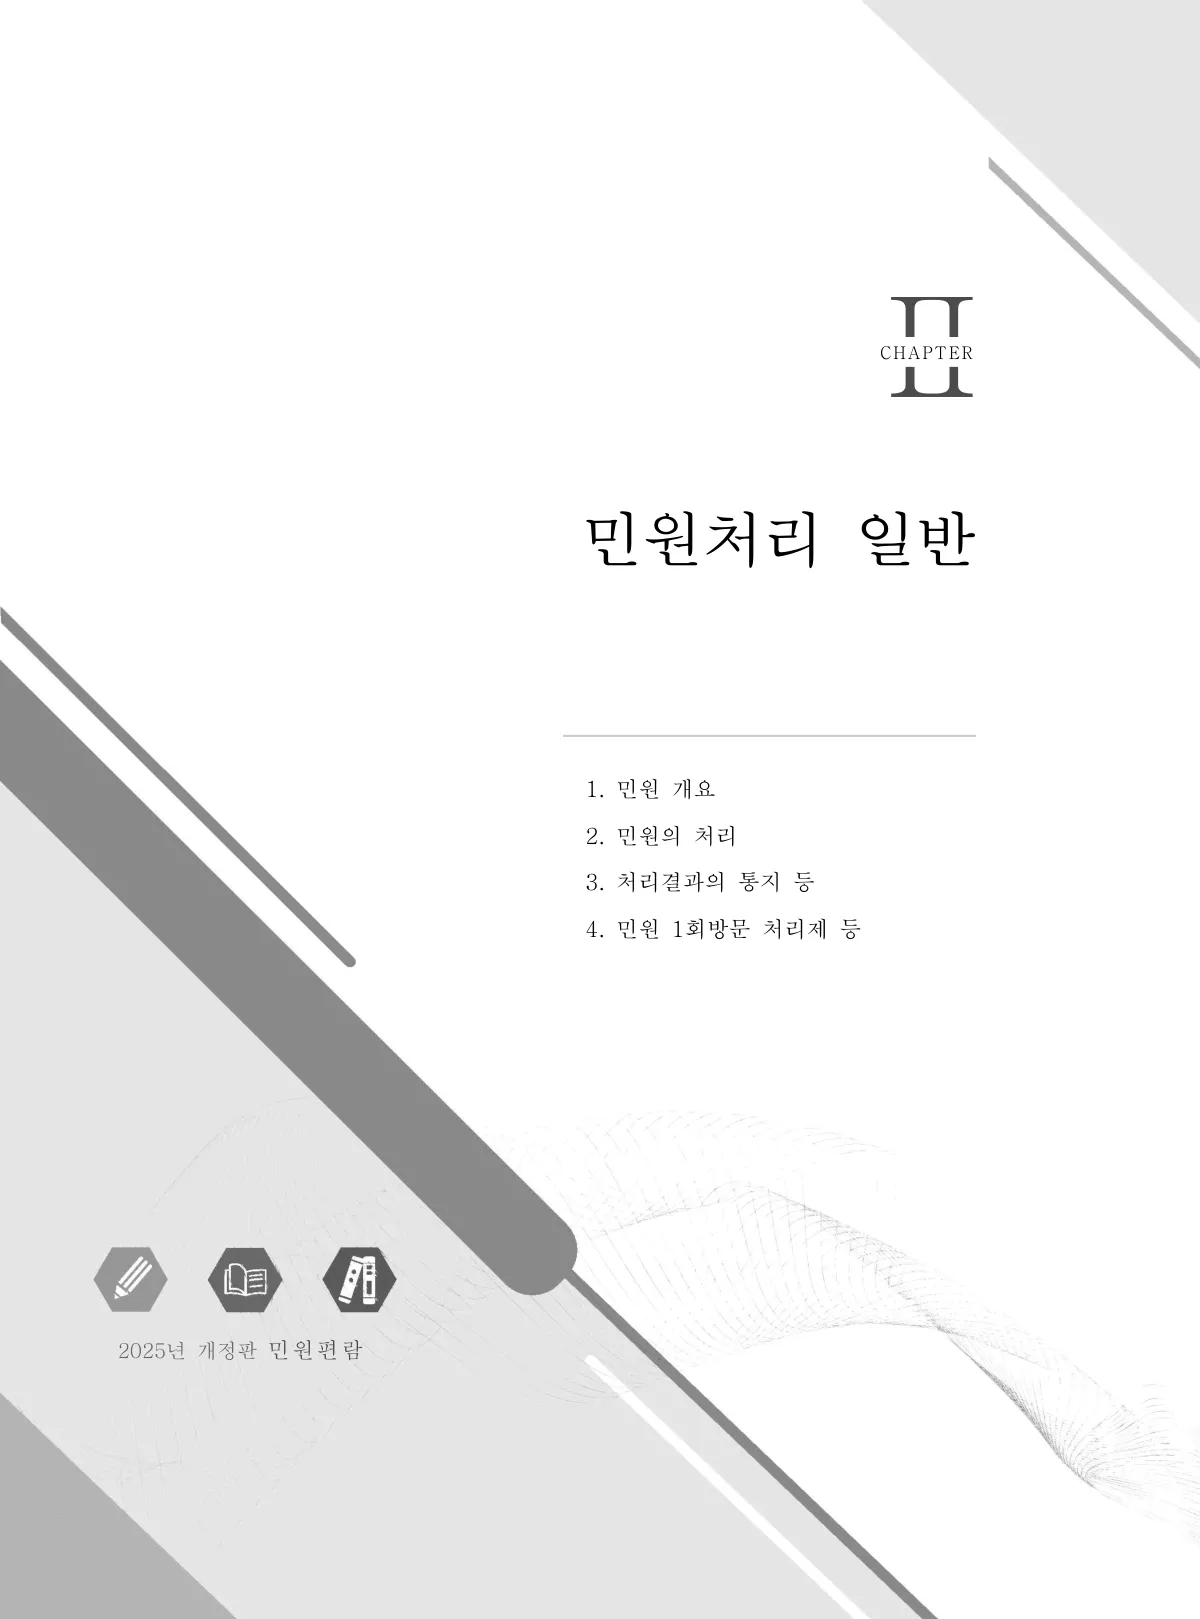 Ⅱ
CHAPTER
민원처리 일반
1. 민원 개요
2. 민원의 처리
3. 처리결과의 통지 등
4. 민원 1회방문 처리제 등
2025년 개정판 민원편람